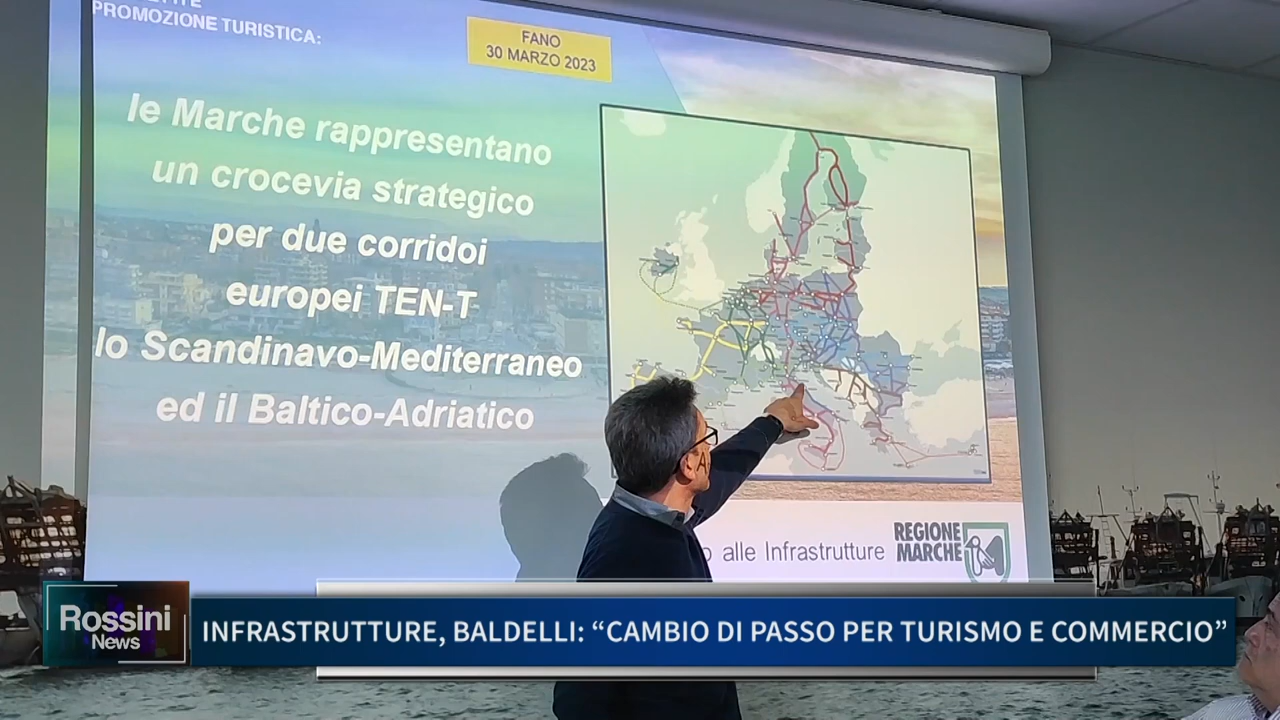 PROMOZIONE TURISTICA:
FANO
30 MARZO 2023
le Marche rappresentano
un crocevia strategico
per due corridoi
europei TEN-T
lo Scandinavo-Mediterraneo
ed il Baltico-Adriatico
alle Infrastrutture
REGIONE
MARCHE
Rossini
News
INFRASTRUTTURE, BALDELLI: “CAMBIO DI PASSO PER TURISMO E COMMERCIO”